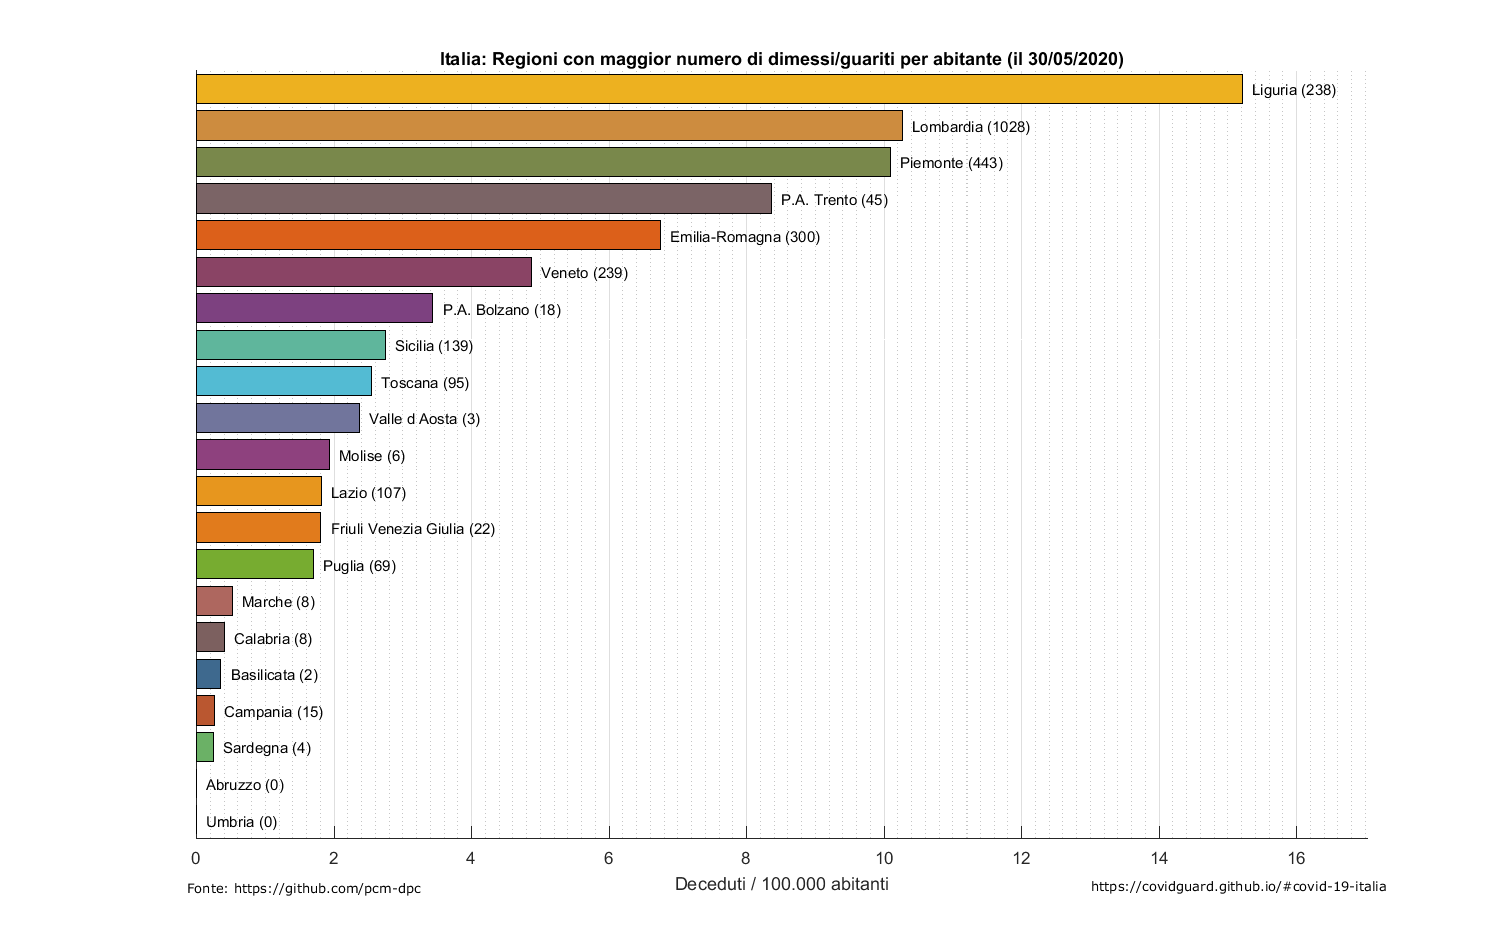 Italia: Regioni con maggior numero di dimessi/guariti per abitante (il 30/05/2020)
Liguria (238)
Lombardia (1028)
Piemonte (443)
P.A. Trento (45)
Emilia-Romagna (300)
Veneto (239)
P.A. Bolzano (18)
Sicilia (139)
Toscana (95)
Valle d Aosta (3)
Molise (6)
Lazio (107)
Friuli Venezia Giulia (22)
Puglia (69)
Marche (8)
Calabria (8)
Basilicata (2)
Campania (15)
Sardegna (4)
Abruzzo (0)
Umbria (0)
0 2 4 6 8 10 12 14 16
Deceduti / 100.000 abitanti
Fonte: https://github.com/pcm-dpc
https://covidguard.github.io/#covid-19-italia